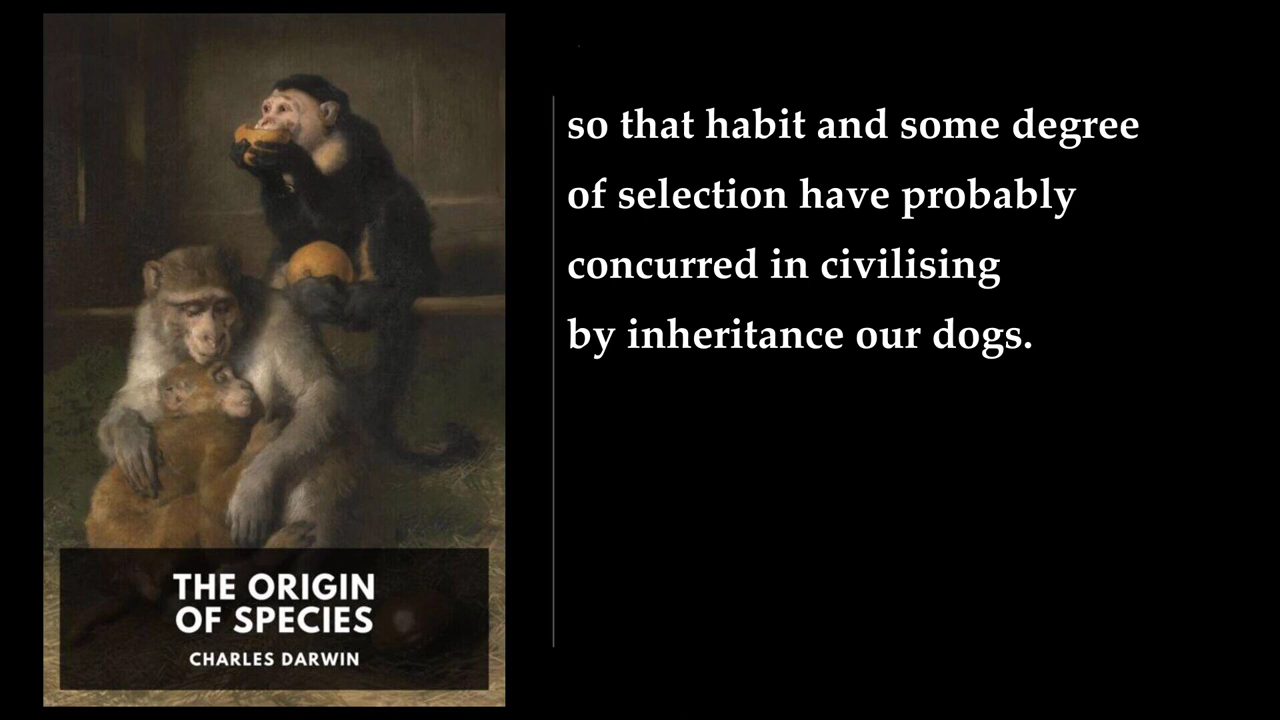 so that habit and some degree
of selection have probably
concurred in civilising
by inheritance our dogs.
THE ORIGIN
OF SPECIES
CHARLES DARWIN